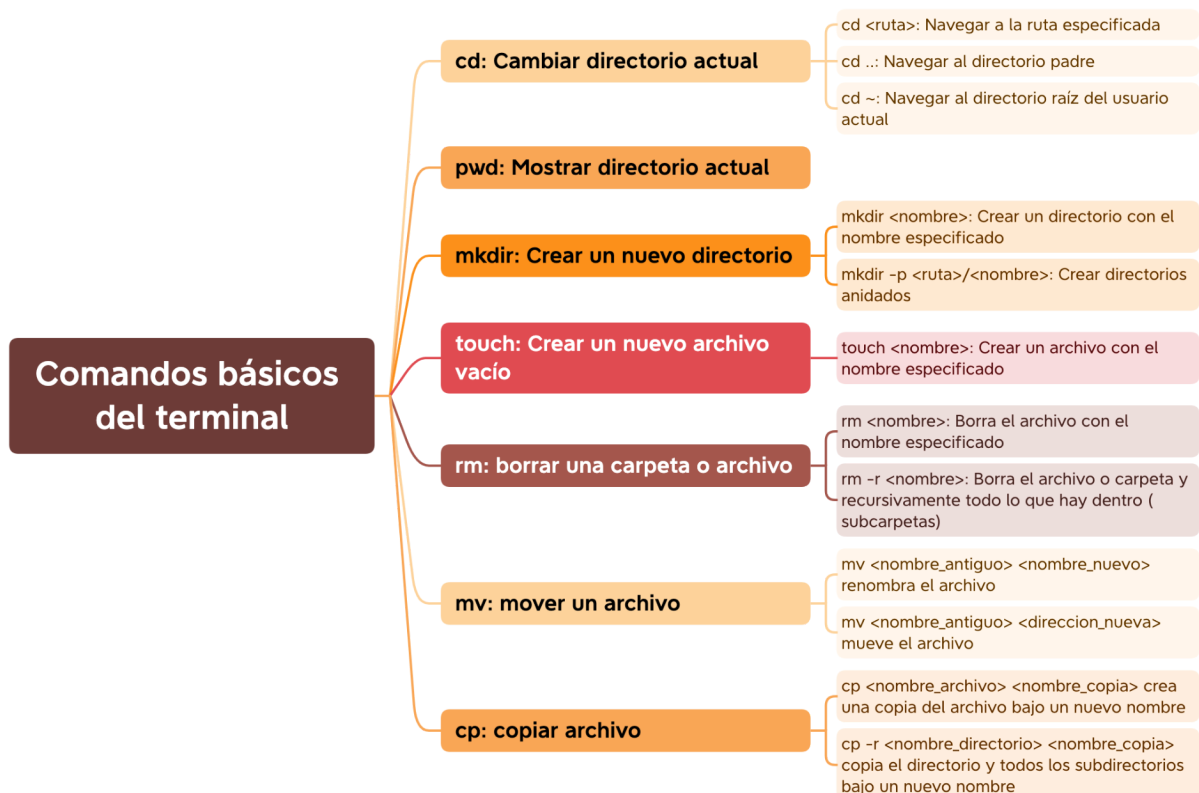 Comandos básicos
del terminal
cd: Cambiar directorio actual
cd <ruta>: Navegar a la ruta especificada
cd ..: Navegar al directorio padre
cd ~: Navegar al directorio raíz del usuario
actual
pwd: Mostrar directorio actual
mkdir: Crear un nuevo directorio
mkdir <nombre>: Crear un directorio con el
nombre especificado
mkdir -p <ruta>/<nombre>: Crear directorios
anidados
touch: Crear un nuevo archivo
vacío
touch <nombre>: Crear un archivo con el
nombre especificado
rm: borrar una carpeta o archivo
rm <nombre>: Borra el archivo con el
nombre especificado
rm -r <nombre>: Borra el archivo o carpeta y
recursivamente todo lo que hay dentro (
subcarpetas)
mv: mover un archivo
mv <nombre_antiguo> <nombre_nuevo>
renombra el archivo
mv <nombre_antiguo> <direccion_nueva>
mueve el archivo
cp: copiar archivo
cp <nombre_archivo> <nombre_copia> crea
una copia del archivo bajo un nuevo nombre
cp -r <nombre_directorio> <nombre_copia>
copia el directorio y todos los subdirectorios
bajo un nuevo nombre